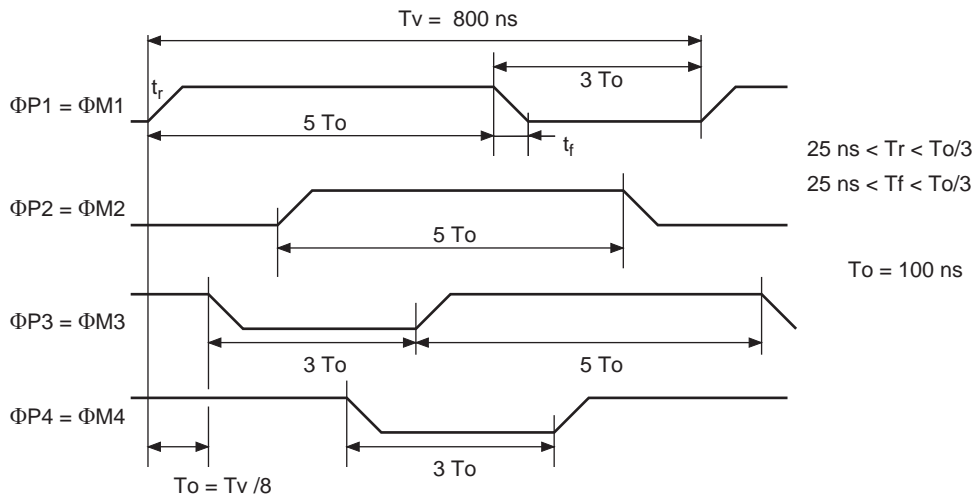 Tv = 800 ns
3 To
tr
ΦP1 = ΦM1
5 To
tf
25 ns < Tr < To/3
25 ns < Tf < To/3
ΦP2 = ΦM2
5 To
To = 100 ns
ΦP3 = ΦM3
3 To
5 To
ΦP4 = ΦM4
3 To
To = Tv /8